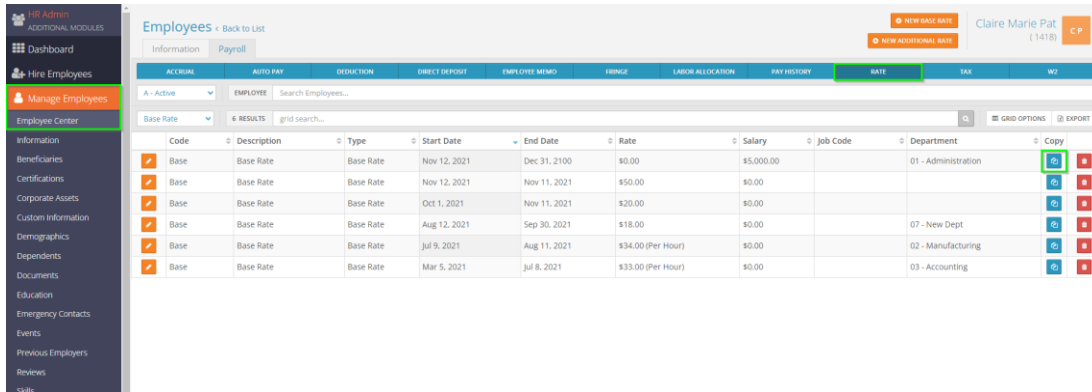 HR Admin
ADDITIONAL MODULES
Dashboard
Hire Employees
Manage Employees
Employee Center
Information
Beneficiaries
Certifications
Corporate Assets
Custom Information
Demographics
Dependents
Documents
Education
Emergency Contacts
Events
Previous Employers
Reviews
Skills
Employees < Back to List
NEW BASE RATE
NEW ADDITIONAL RATE
Claire Marie Pat
( 1418)
CP
Information Payroll
ACCRUAL AUTO PAY DEDUCTION DIRECT DEPOSIT EMPLOYEE MEMO FRINGE LABOR ALLOCATION PAY HISTORY RATE TAX W2
A - Active EMPLOYEE Search Employees...
Base Rate 6 RESULTS grid search... GRID OPTIONS EXPORT
Code Description Type Start Date End Date Rate Salary Job Code Department Copy
Base Base Rate Base Rate Nov 12, 2021 Dec 31, 2100 $0.00 $5,000.00 01 - Administration
Base Base Rate Base Rate Nov 12, 2021 Nov 11, 2021 $50.00 $0.00
Base Base Rate Base Rate Oct 1, 2021 Nov 11, 2021 $20.00 $0.00
Base Base Rate Base Rate Aug 12, 2021 Sep 30, 2021 $18.00 $0.00 07 - New Dept
Base Base Rate Base Rate Jul 9, 2021 Aug 11, 2021 $34.00 (Per Hour) $0.00 02 - Manufacturing
Base Base Rate Base Rate Mar 5, 2021 Jul 8, 2021 $33.00 (Per Hour) $0.00 03 - Accounting